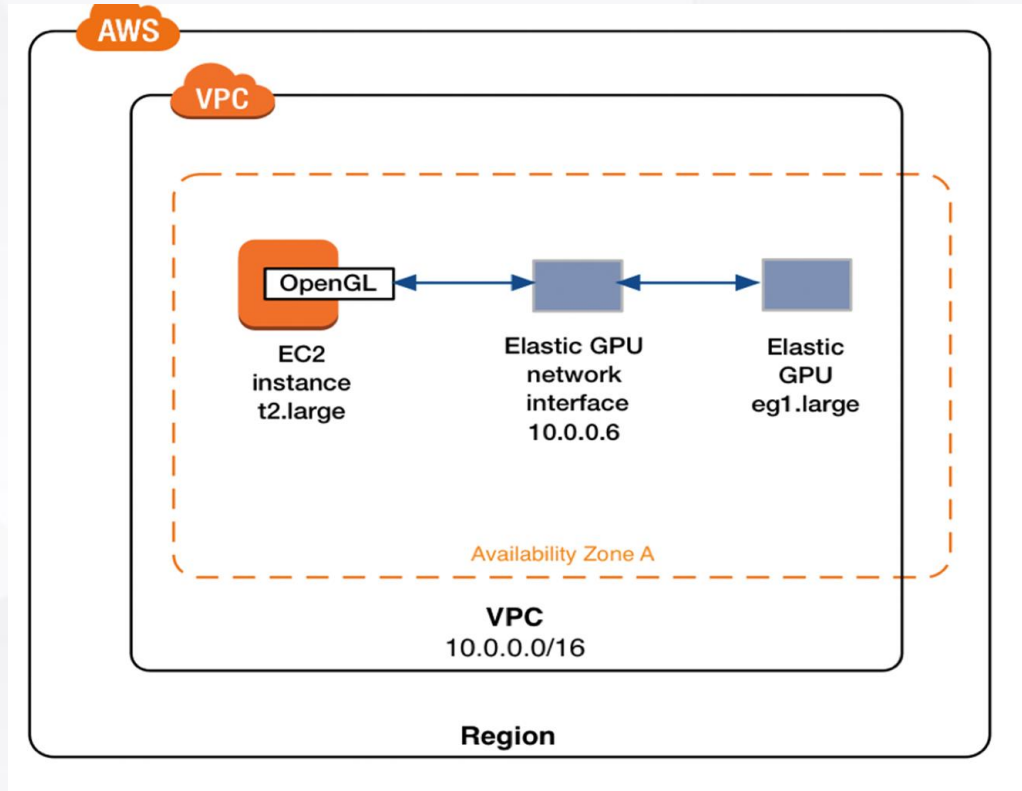 AWS
VPC
OpenGL
EC2
instance
t2.large
Elastic GPU
network
interface
10.0.0.6
Elastic
GPU
eg1.large
Availability Zone A
VPC
10.0.0.0/16
Region